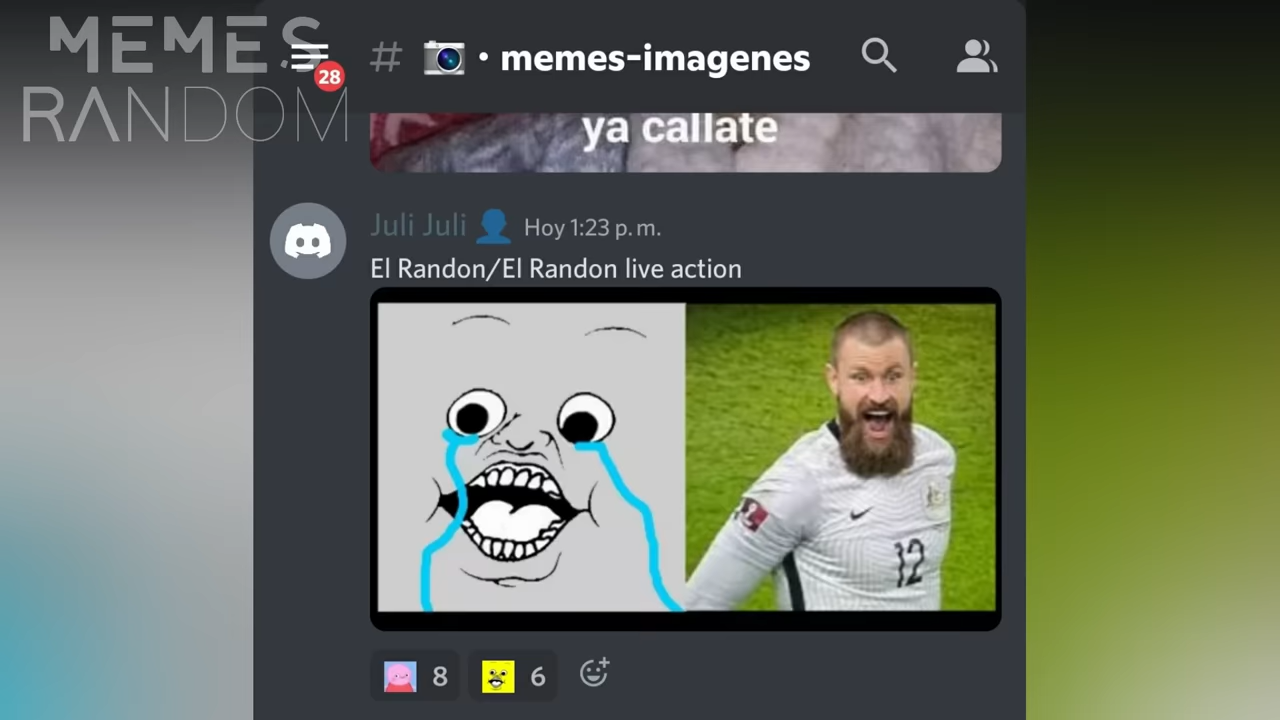 MEMES
RANDOM
28
# • memes-imagenes
ya callate
Juli Juli Hoy 1:23 p. m.
El Randon/El Randon live action
12
8 6